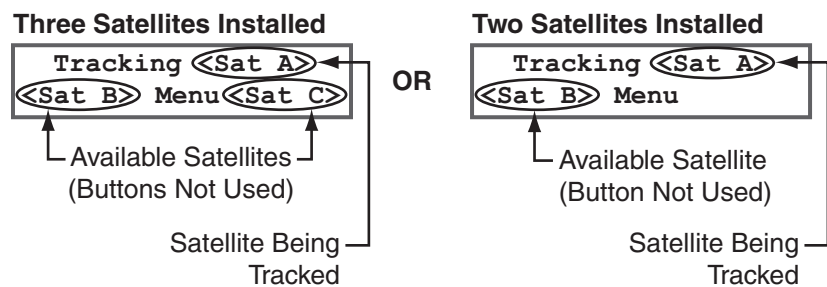 Three Satellites Installed
Tracking <Sat A>
<Sat B> Menu <Sat C>
Available Satellites
(Buttons Not Used)
Satellite Being
Tracked
OR
Two Satellites Installed
Tracking <Sat A>
<Sat B> Menu
Available Satellite
(Button Not Used)
Satellite Being
Tracked